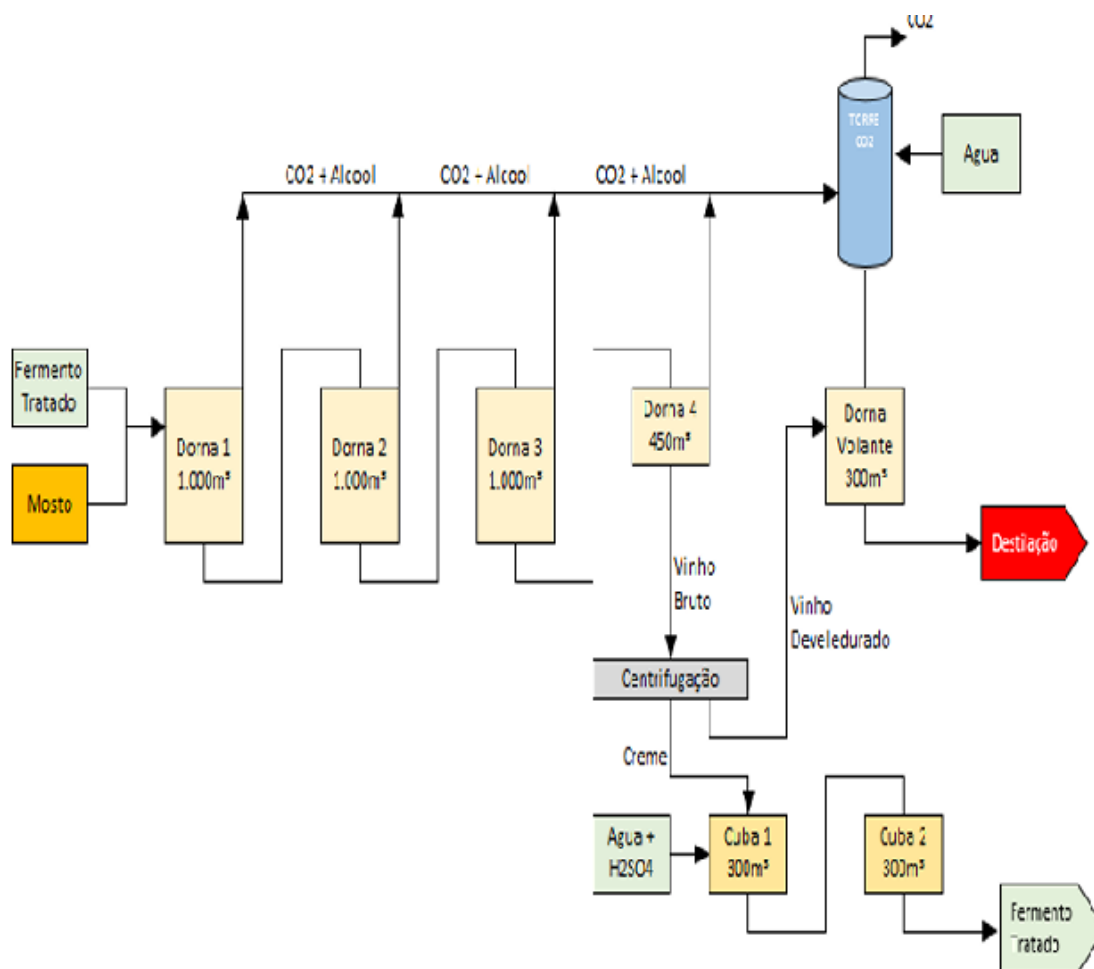 CO2
TORRE
CO2
Agua
CO2 + Alcool
CO2 – Alcool
CO2 + Alcool
Fermento
Tratado
Mosto
Dorna 1
1.000m³
Dorna 2
1.000m³
Dorna 3
1.000m³
Dorna 4
450m³
Dorna
Volante
300m³
Destilação
Vinho
Bruto
Vinho
Develedurado
Centrifugação
Creme
Agua +
H2SO4
Cuba 1
300m³
Cuba 2
300m³
Fermento
Tratado